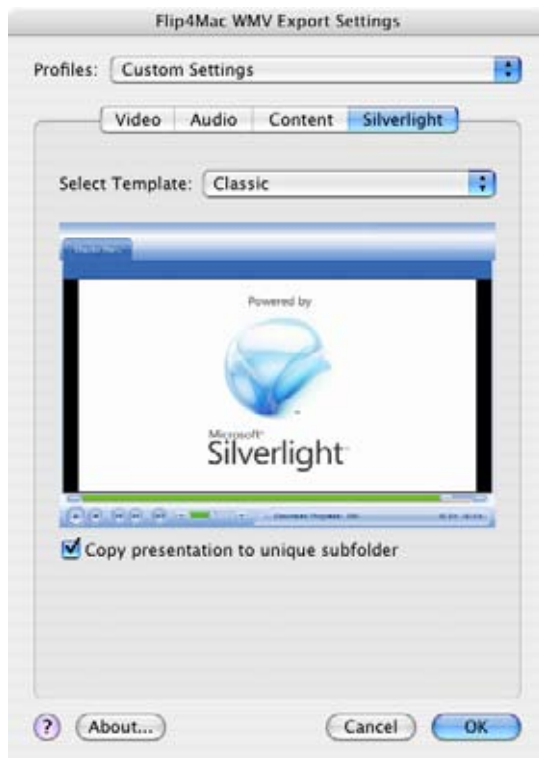 Flip4Mac WMV Export Settings
Profiles: Custom Settings
Video Audio Content Silverlight
Select Template: Classic
Powered by
Microsoft
Silverlight
Copy presentation to unique subfolder
? About... Cancel OK